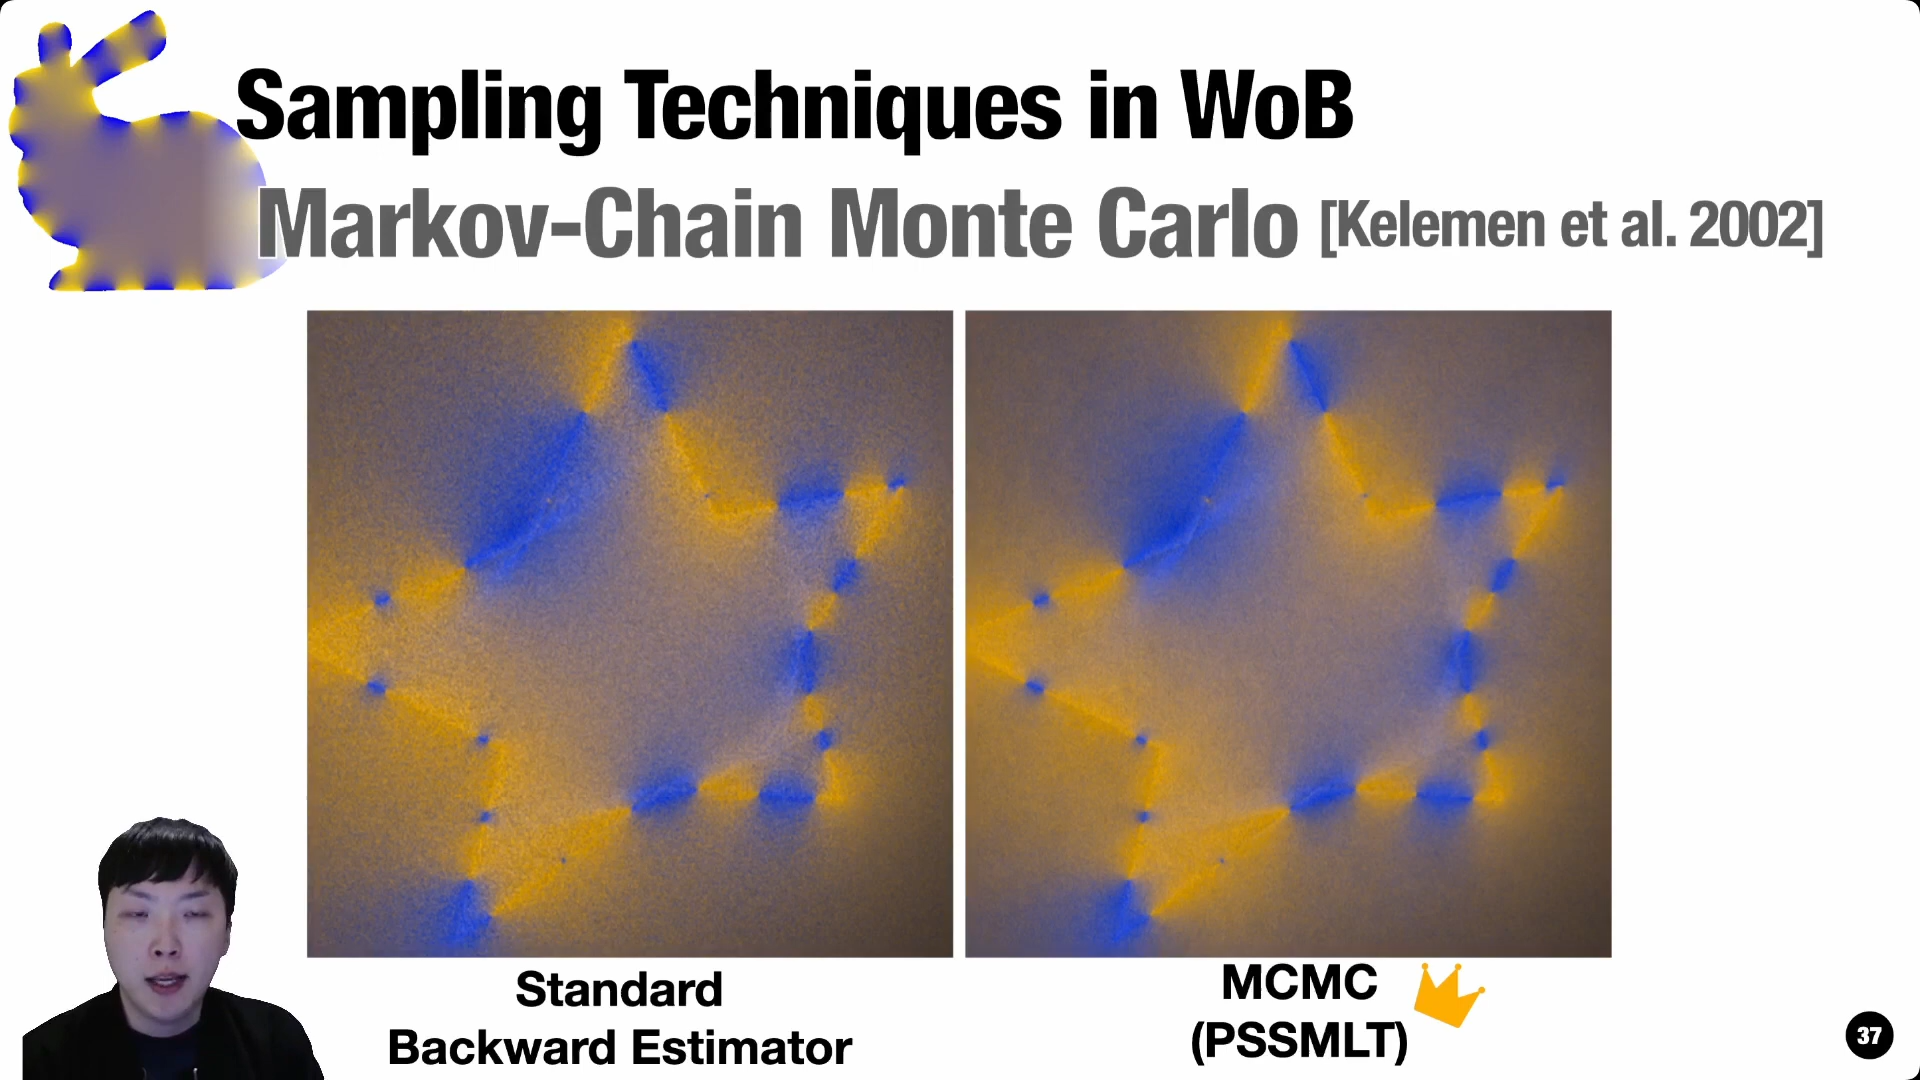 Sampling Techniques in WoB
Markov-Chain Monte Carlo [Kelemen et al. 2002]
Standard
Backward Estimator
MCMC
(PSSMLT)
37